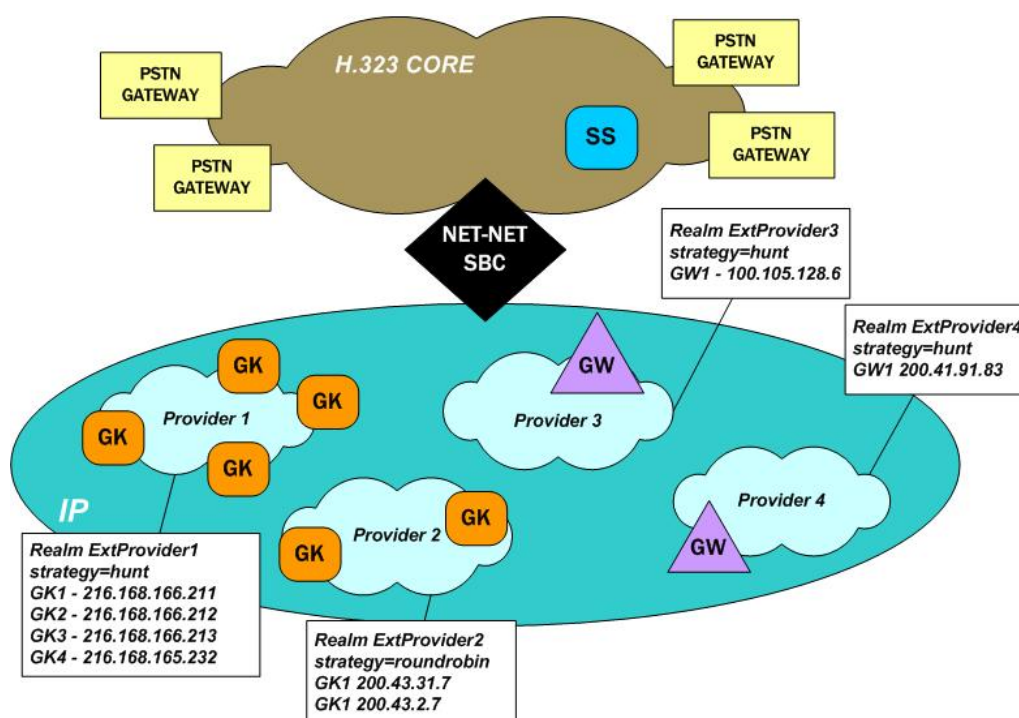 H.323 CORE
PSTN
GATEWAY
PSTN
GATEWAY
PSTN
GATEWAY
PSTN
GATEWAY
SS
NET-NET
SBC
Realm ExtProvider3
strategy=hunt
GW1 - 100.105.128.6
Realm ExtProvider4
strategy=hunt
GW1 200.41.91.83
GK
GK
GK
GK
Provider 1
GW
Provider 3
GK
GK
Provider 2
Provider 4
GW
IP
Realm ExtProvider1
strategy=hunt
GK1 - 216.168.166.211
GK2 - 216.168.166.212
GK3 - 216.168.166.213
GK4 - 216.168.165.232
Realm ExtProvider2
strategy=roundrobin
GK1 200.43.31.7
GK1 200.43.2.7